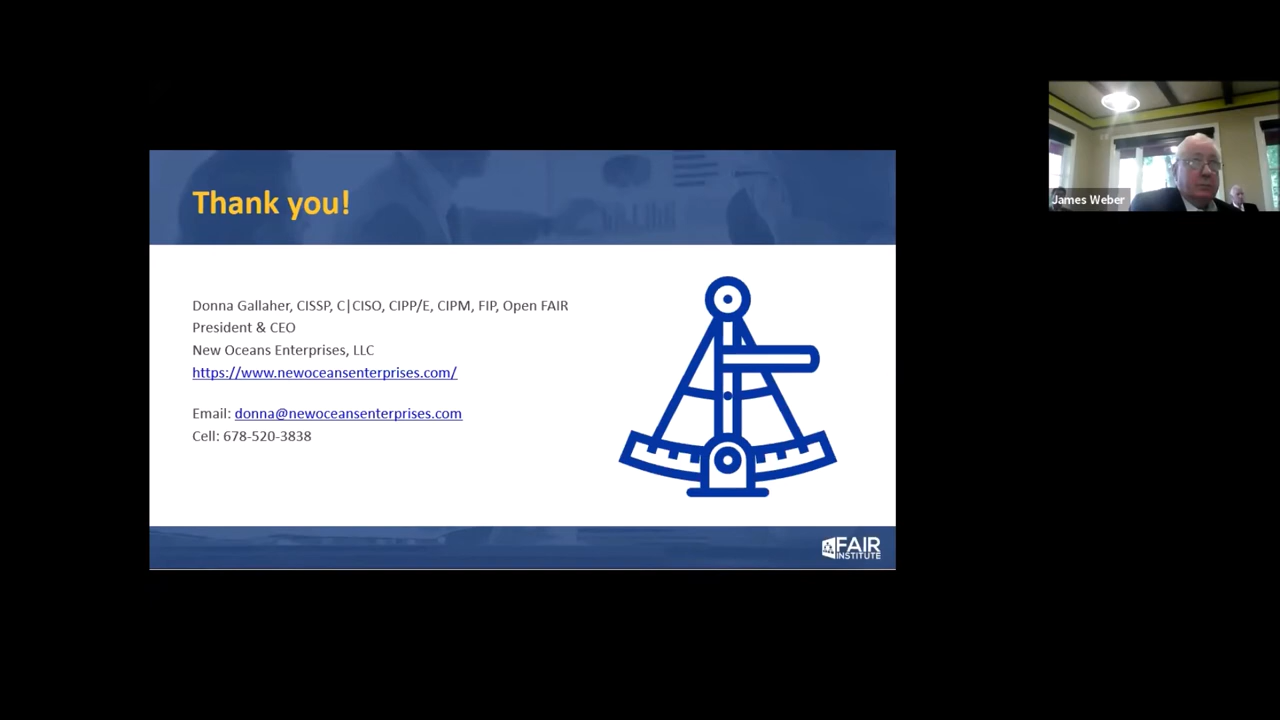 Thank you!
Donna Gallaher, CISSP, C|CISO, CIPP/E, CIPM, FIP, Open FAIR
President & CEO
New Oceans Enterprises, LLC
https://www.newoceansenterprises.com/
Email: donna@newoceansenterprises.com
Cell: 678-520-3838
FAIR
INSTITUTE
James Weber